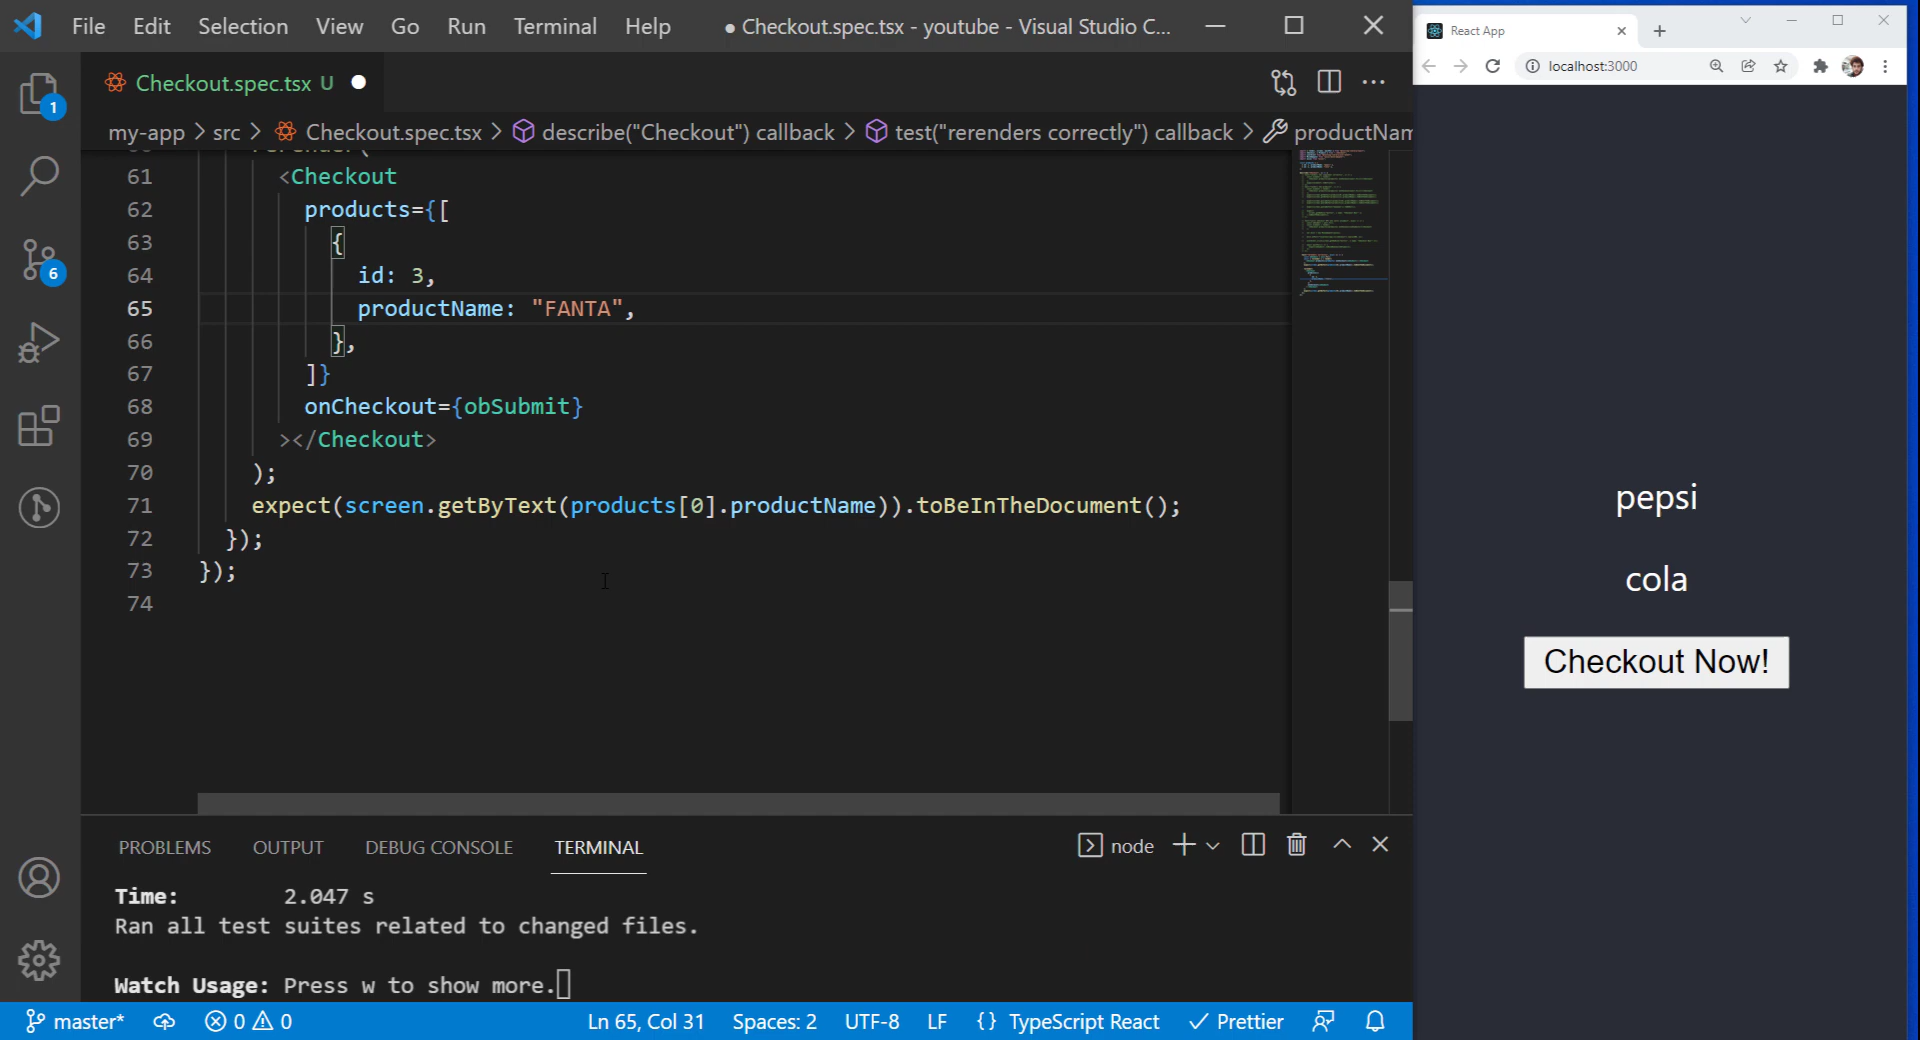 File Edit Selection View Go Run Terminal Help ● Checkout.spec.tsx - youtube - Visual Studio C...
React App
localhost:3000
Checkout.spec.tsx U
my-app > src > Checkout.spec.tsx > describe("Checkout") callback > test("rerenders correctly") callback > productNam
61 <Checkout
62 products={[
63 {
64 id: 3,
65 productName: "FANTA",
66 },
67 ]}
68 onCheckout={obSubmit}
69 ></Checkout>
70 );
71 expect(screen.getByText(products[0].productName)).toBeInTheDocument();
72 });
73 });
74
1
6
pepsi
cola
Checkout Now!
PROBLEMS OUTPUT DEBUG CONSOLE TERMINAL node
Time: 2.047 s
Ran all test suites related to changed files.
Watch Usage: Press w to show more.
master* 0 0 Ln 65, Col 31 Spaces: 2 UTF-8 LF {} TypeScript React Prettier